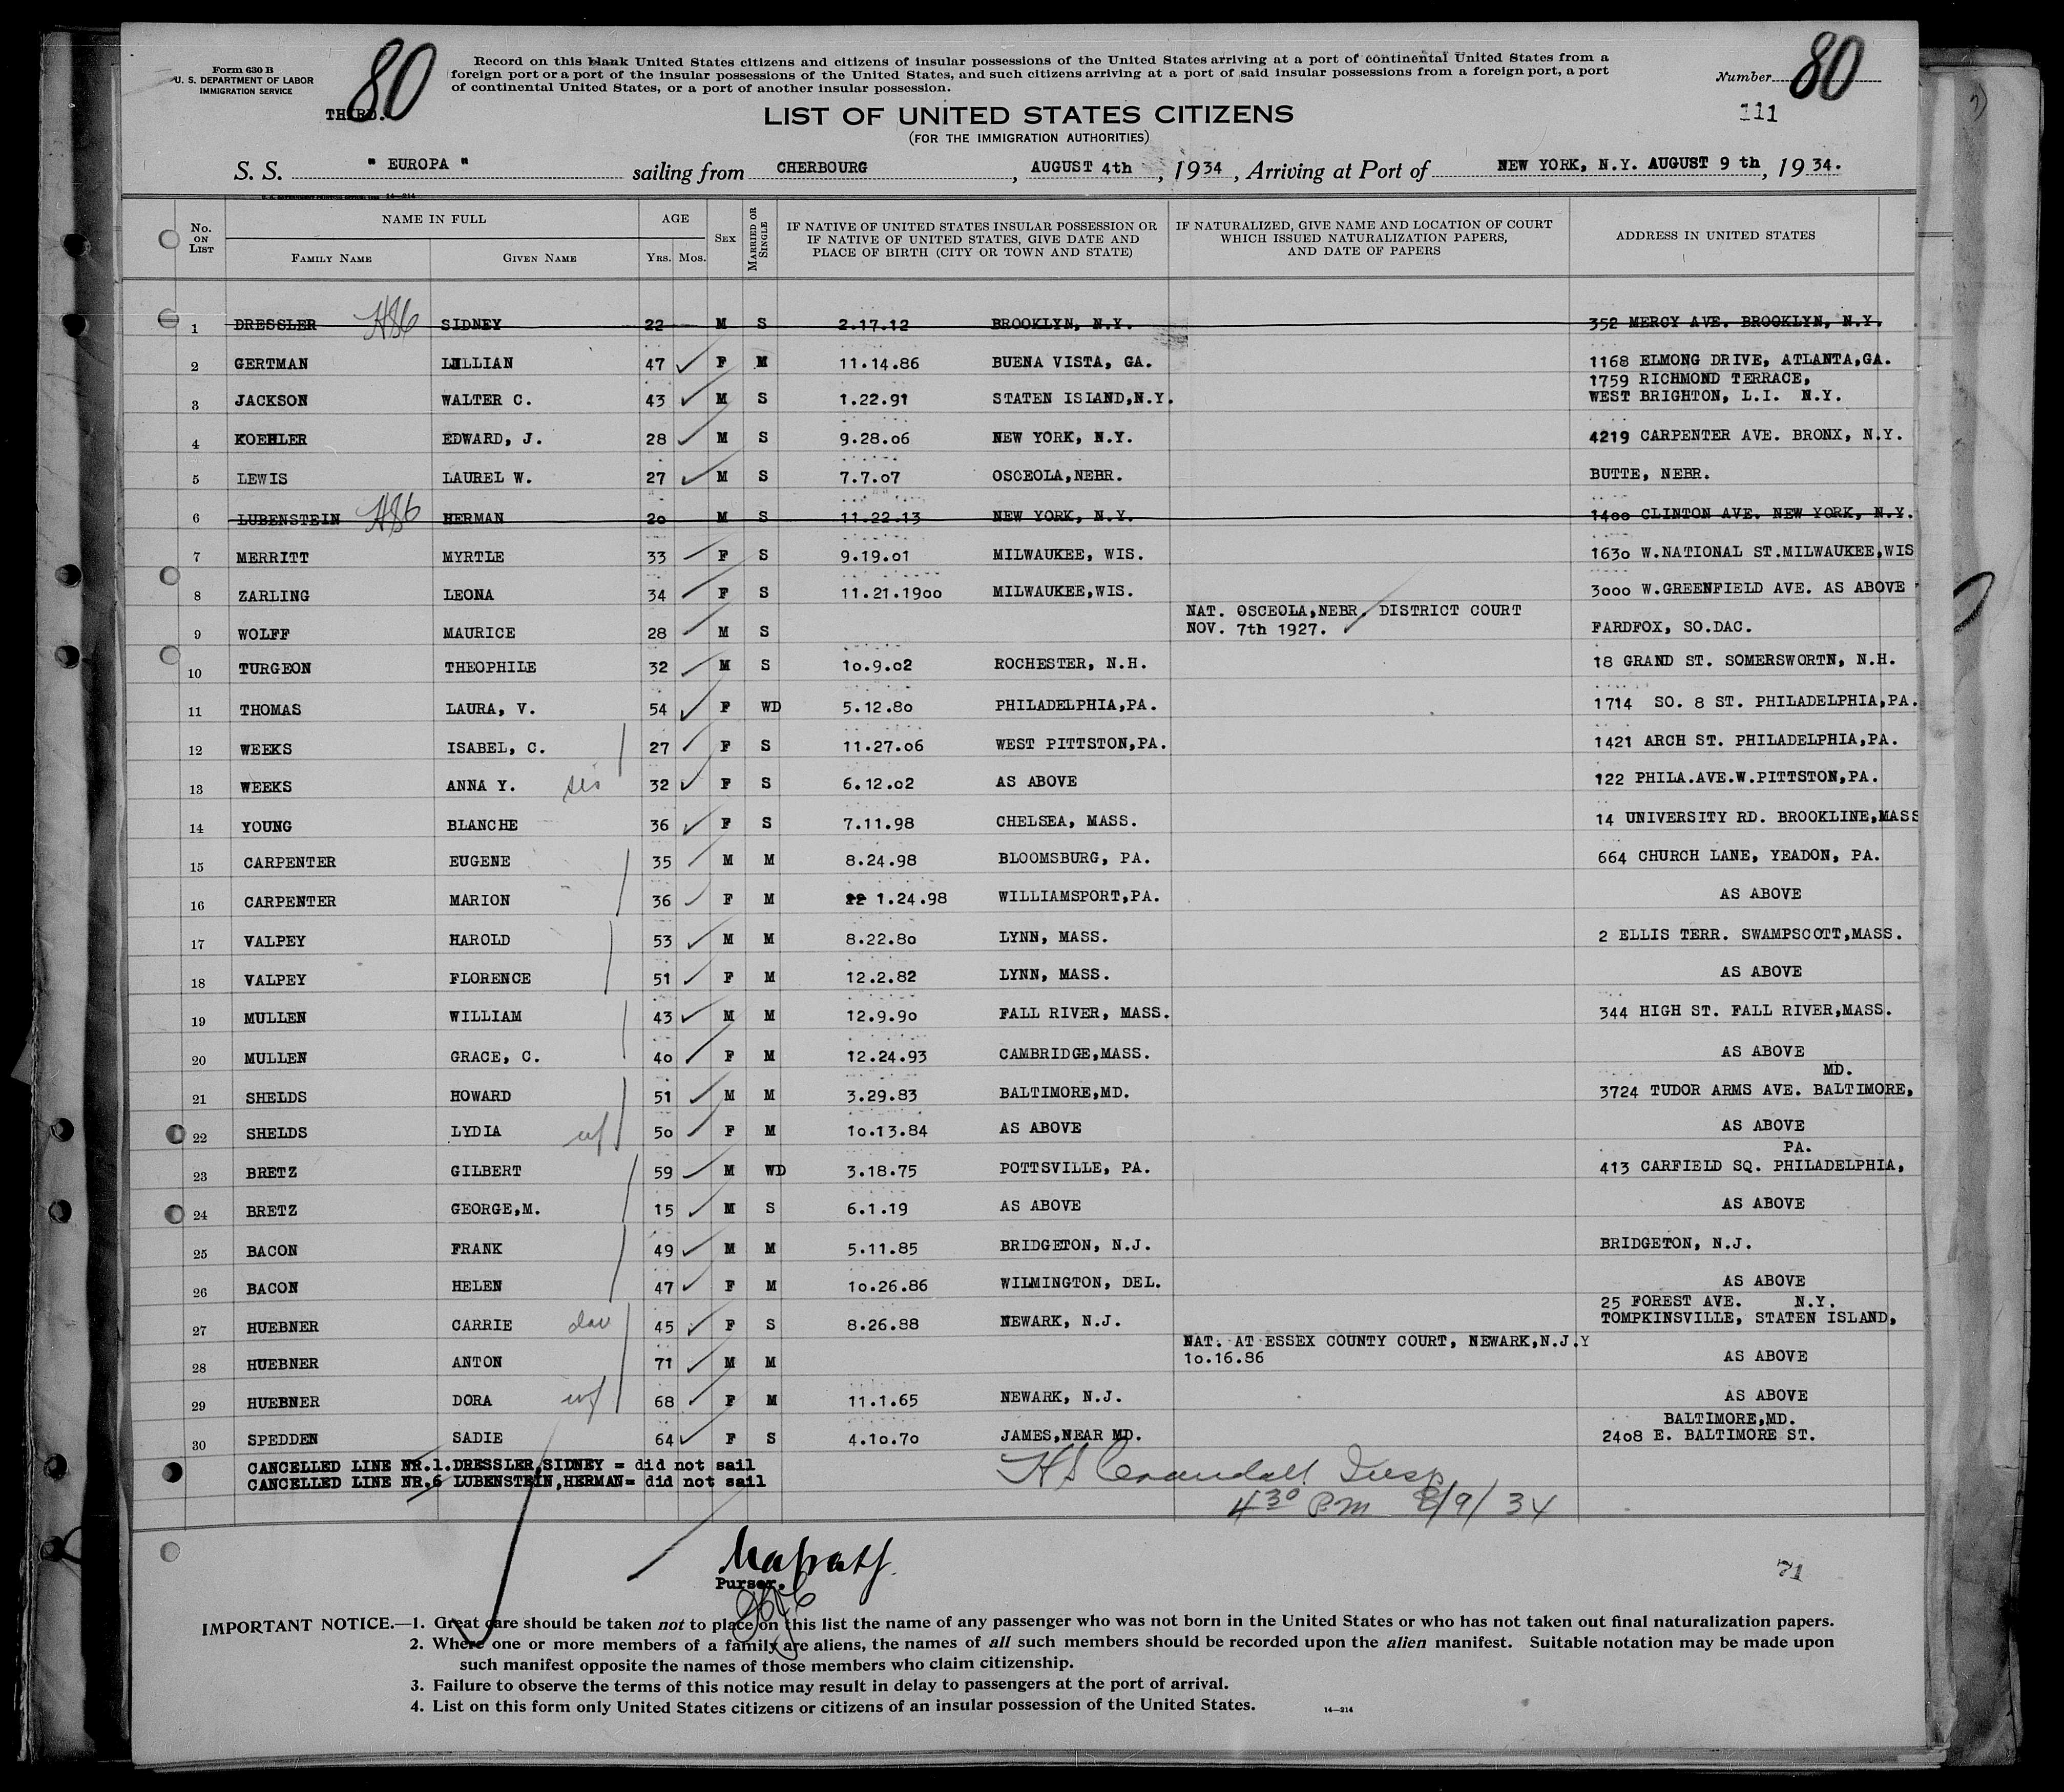 Form 630 B
U. S. DEPARTMENT OF LABOR
IMMIGRATION SERVICE
THIRD.
80
Record on this blank United States citizens and citizens of insular possessions of the United States arriving at a port of continental United States from a
foreign port or a port of the insular possessions of the United States, and such citizens arriving at a port of said insular possessions from a foreign port, a port
of continental United States, or a port of another insular possession.
Number 80
111
LIST OF UNITED STATES CITIZENS
(FOR THE IMMIGRATION AUTHORITIES)
S. S. " EUROPA " sailing from CHERBOURG , AUGUST 4th , 1934 , Arriving at Port of NEW YORK, N.Y. AUGUST 9 th , 19 34.
14—214
No. ON LIST NAME IN FULL FAMILY NAME GIVEN NAME AGE YRS. MOS. SEX MARRIED OR SINGLE IF NATIVE OF UNITED STATES INSULAR POSSESSION OR IF NATIVE OF UNITED STATES, GIVE DATE AND PLACE OF BIRTH (CITY OR TOWN AND STATE) IF NATURALIZED, GIVE NAME AND LOCATION OF COURT WHICH ISSUED NATURALIZATION PAPERS, AND DATE OF PAPERS ADDRESS IN UNITED STATES
1 DRESSLER SIDNEY 22 M S 2.17.12 BROOKLYN, N.Y. 352 MERCY AVE. BROOKLYN, N.Y.
2 GERTMAN LILLIAN 47 F M 11.14.86 BUENA VISTA, GA. 1168 ELMONG DRIVE, ATLANTA,GA.
1759 RICHMOND TERRACE,
3 JACKSON WALTER C. 43 M S 1.22.91 STATEN ISLAND,N.Y. WEST BRIGHTON, L.I. N.Y.
4 KOEHLER EDWARD, J. 28 M S 9.28.06 NEW YORK, N.Y. 4219 CARPENTER AVE. BRONX, N.Y.
5 LEWIS LAUREL W. 27 M S 7.7.07 OSCEOLA,NEBR. BUTTE, NEBR.
6 LUBENSTEIN HERMAN 20 M S 11.22.13 NEW YORK, N.Y. 1400 CLINTON AVE. NEW YORK, N.Y.
7 MERRITT MYRTLE 33 F S 9.19.01 MILWAUKEE, WIS. 1630 W.NATIONAL ST.MILWAUKEE,WIS
8 ZARLING LEONA 34 F S 11.21.1900 MILWAUKEE,WIS. 3000 W.GREENFIELD AVE. AS ABOVE
NAT. OSCEOLA,NEBR. DISTRICT COURT
9 WOLFF MAURICE 28 M S NOV. 7th 1927. FARDFOX, SO.DAC.
10 TURGEON THEOPHILE 32 M S 10.9.02 ROCHESTER, N.H. 18 GRAND ST. SOMERSWORTN, N.H.
11 THOMAS LAURA, V. 54 F WD 5.12.80 PHILADELPHIA,PA. 1714 SO. 8 ST. PHILADELPHIA,PA.
12 WEEKS ISABEL, C. 27 F S 11.27.06 WEST PITTSTON,PA. 1421 ARCH ST. PHILADELPHIA,PA.
13 WEEKS ANNA Y. sis 32 F S 6.12.02 AS ABOVE 122 PHILA.AVE.W.PITTSTON,PA.
14 YOUNG BLANCHE 36 F S 7.11.98 CHELSEA, MASS. 14 UNIVERSITY RD. BROOKLINE,MASS
15 CARPENTER EUGENE 35 M M 8.24.98 BLOOMSBURG, PA. 664 CHURCH LANE, YEADON, PA.
16 CARPENTER MARION 36 F M 1.24.98 WILLIAMSPORT,PA. AS ABOVE
17 VALPEY HAROLD 53 M M 8.22.80 LYNN, MASS. 2 ELLIS TERR. SWAMPSCOTT,MASS.
18 VALPEY FLORENCE 51 F M 12.2.82 LYNN, MASS. AS ABOVE
19 MULLEN WILLIAM 43 M M 12.9.90 FALL RIVER, MASS. 344 HIGH ST. FALL RIVER,MASS.
20 MULLEN GRACE, C. 40 F M 12.24.93 CAMBRIDGE,MASS. AS ABOVE
MD.
21 SHELDS HOWARD 51 M M 3.29.83 BALTIMORE,MD. 3724 TUDOR ARMS AVE. BALTIMORE,
22 SHELDS LYDIA wf 50 F M 10.13.84 AS ABOVE AS ABOVE
PA.
23 BRETZ GILBERT 59 M WD 3.18.75 POTTSVILLE, PA. 413 CARFIELD SQ. PHILADELPHIA,
24 BRETZ GEORGE,M. 15 M S 6.1.19 AS ABOVE AS ABOVE
25 BACON FRANK 49 M M 5.11.85 BRIDGETON, N.J. BRIDGETON, N.J.
26 BACON HELEN 47 F M 10.26.86 WILMINGTON, DEL. AS ABOVE
25 FOREST AVE. N.Y.
27 HUEBNER CARRIE dau 45 F S 8.26.88 NEWARK, N.J. TOMPKINSVILLE, STATEN ISLAND,
NAT. AT ESSEX COUNTY COURT, NEWARK,N.J.Y
28 HUEBNER ANTON 71 M M 10.16.86 AS ABOVE
29 HUEBNER DORA wf 68 F M 11.1.65 NEWARK, N.J. AS ABOVE
BALTIMORE,MD.
30 SPEDDEN SADIE 64 F S 4.10.70 JAMES,NEAR MD. 2408 E. BALTIMORE ST.
CANCELLED LINE NR.1.DRESSLER,SIDNEY = did not sail
CANCELLED LINE NR.6 LUBENSTEIN,HERMAN= did not sail
HS Crandall Insp
4 30 P.M 8/9/34
Purser.
71
IMPORTANT NOTICE.—1. Great care should be taken not to place on this list the name of any passenger who was not born in the United States or who has not taken out final naturalization papers.
2. Where one or more members of a family are aliens, the names of all such members should be recorded upon the alien manifest. Suitable notation may be made upon
such manifest opposite the names of those members who claim citizenship.
3. Failure to observe the terms of this notice may result in delay to passengers at the port of arrival.
4. List on this form only United States citizens or citizens of an insular possession of the United States.
14—214